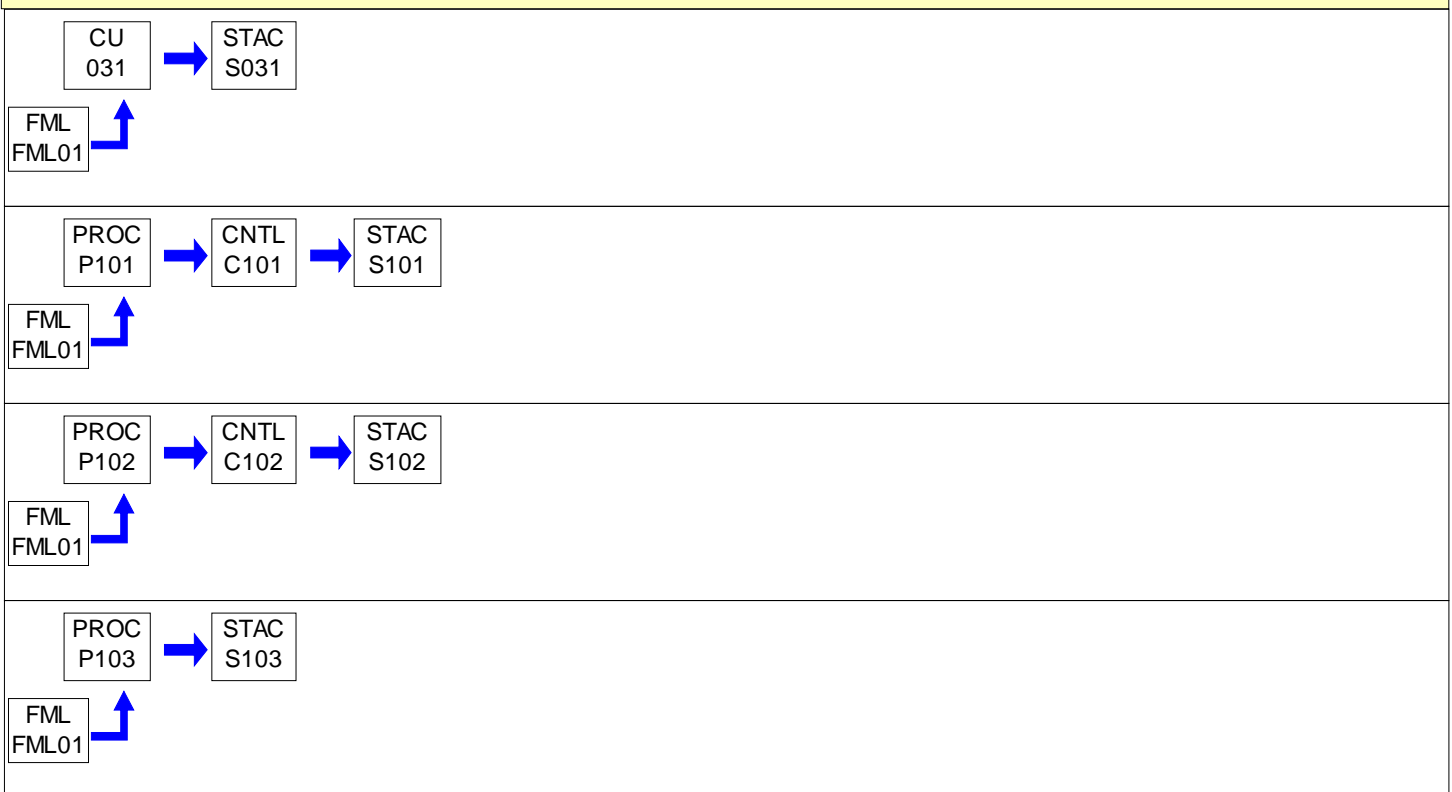 CU
031
STAC
S031
FML
FML01
PROC
P101
CNTL
C101
STAC
S101
FML
FML01
PROC
P102
CNTL
C102
STAC
S102
FML
FML01
PROC
P103
STAC
S103
FML
FML01